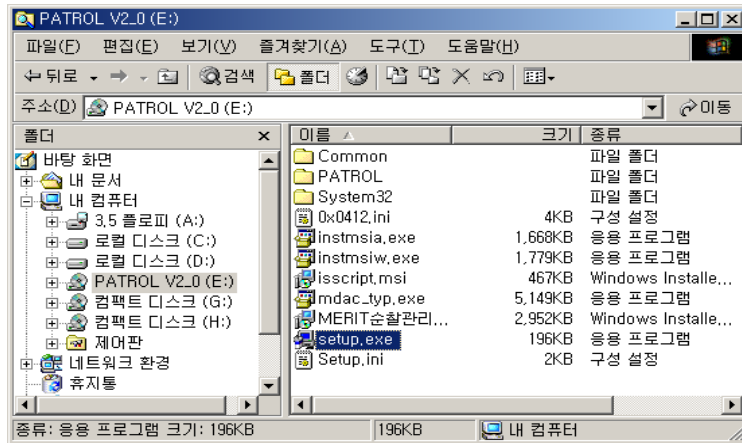 PATROL V2_0 (E:)
파일(F) 편집(E) 보기(V) 즐겨찾기(A) 도구(T) 도움말(H)
뒤로 검색 폴더
주소(D) PATROL V2_0 (E:) 이동
폴더
바탕 화면
내 문서
내 컴퓨터
3.5 플로피 (A:)
로컬 디스크 (C:)
로컬 디스크 (D:)
PATROL V2_0 (E:)
컴팩트 디스크 (G:)
컴팩트 디스크 (H:)
제어판
네트워크 환경
휴지통
이름 크기 종류
Common 파일 폴더
PATROL 파일 폴더
System32 파일 폴더
0x0412.ini 4KB 구성 설정
instmsia.exe 1,668KB 응용 프로그램
instmsiw.exe 1,779KB 응용 프로그램
isscript.msi 467KB Windows Installe...
mdac_typ.exe 5,149KB 응용 프로그램
MERIT순찰관리... 2,952KB Windows Installe...
setup.exe 196KB 응용 프로그램
Setup.ini 2KB 구성 설정
종류: 응용 프로그램 크기: 196KB 196KB 내 컴퓨터